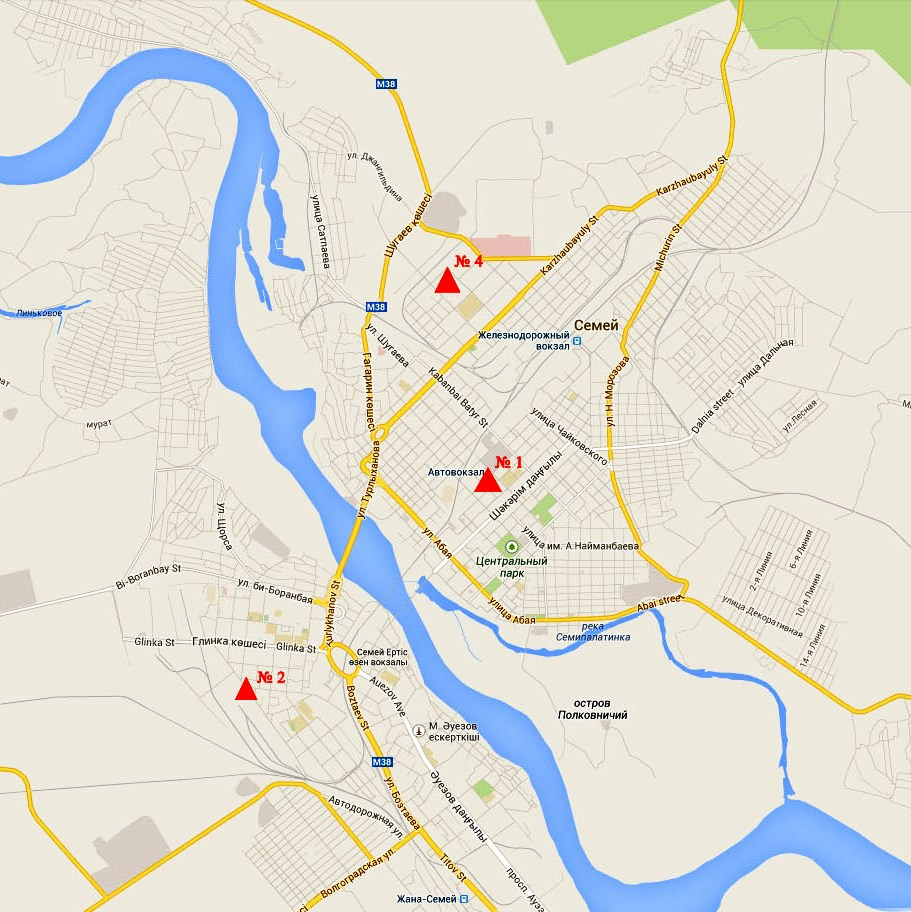 M38
ул. Джангильдина
Karzhaubayuly St
Шугаев көшесі
улица Сатпаева
Michurin St
Karzhaubayuly St
№ 4
M38
Линьковое
Семей
Железнодорожный
вокзал
ул. Шугаева
Гагарин көшесі
Kabanbai Batyr St
улица Дальная
Dalnia street
ул. Н. Морозова
ул.Лесная
мурат
улица Чайковского
Автовокзал
№ 1
Шәкәрім даңғылы
ул. Турлыханова
ул. Щорса
ул. Абая
улица им. А.Найманбаева
Центральный
парк
2-я Линия
6-я Линия
10-я Линия
14-я Линия
Bi-Boranbay St
ул. би-Боранбая
улица Абая
Abai street
улица Декоративная
река
Семипалатинка
Glinka St
Глинка көшесі
Glinka St
Turlykhanov St
Семей Ертіс
өзен вокзалы
№ 2
Auezov Ave
Boztaev St
остров
Полковничий
М. Әуезов
ескерткіші
M38
ул. Бозтаева
Әуезов даңғылы
Автодорожная ул.
Волгоградская ул.
Titov St
просп. Ауэз
Жана-Семей